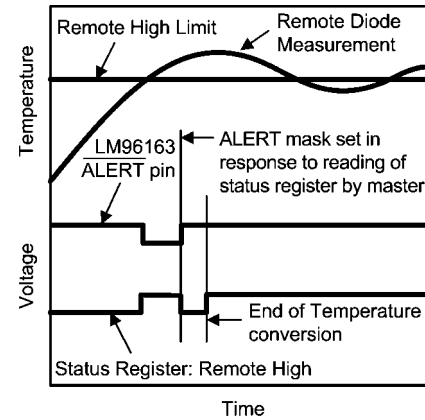 Remote High Limit
Remote Diode
Measurement
Temperature
LM96163
ALERT pin
ALERT mask set in
response to reading of
status register by master
Voltage
End of Temperature
conversion
Status Register: Remote High
Time